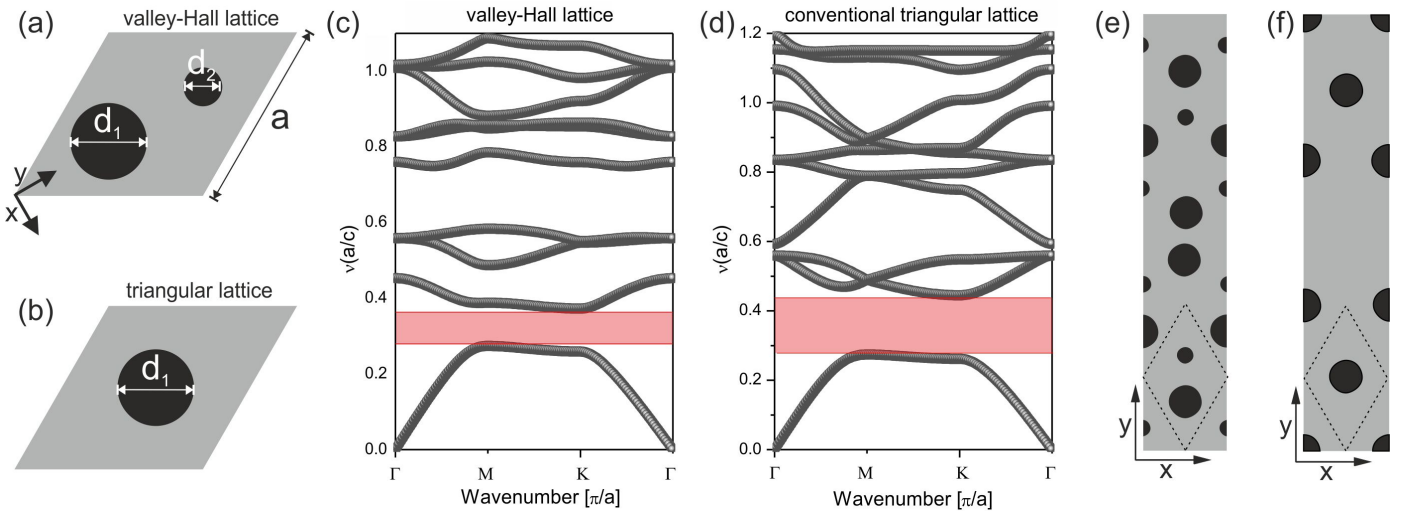 (a)
valley-Hall lattice
d₁
d₂
a
y
x
(b)
triangular lattice
d₁
(c)
valley-Hall lattice
ν(a/c)
1.0
0.8
0.6
0.4
0.2
0.0
Γ M K Γ
Wavenumber [π/a]
(d)
conventional triangular lattice
ν(a/c)
1.2
1.0
0.8
0.6
0.4
0.2
0.0
Γ M K Γ
Wavenumber [π/a]
(e)
y
x
(f)
y
x